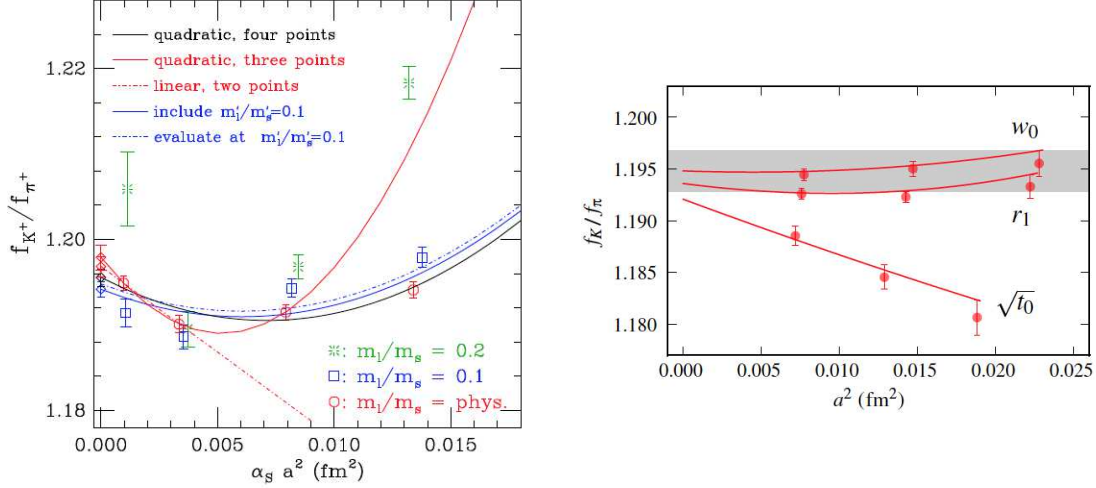 quadratic, four points
quadratic, three points
linear, two points
include m'l/m's=0.1
evaluate at m'l/m's=0.1
1.22
1.20
1.18
fK+/fπ+
: ml/ms = 0.2
: ml/ms = 0.1
: ml/ms = phys.
0.000 0.005 0.010 0.015
αs a² (fm²)
1.200
1.195
1.190
1.185
1.180
fK/fπ
w0
r1
√t0
0.000 0.005 0.010 0.015 0.020 0.025
a² (fm²)